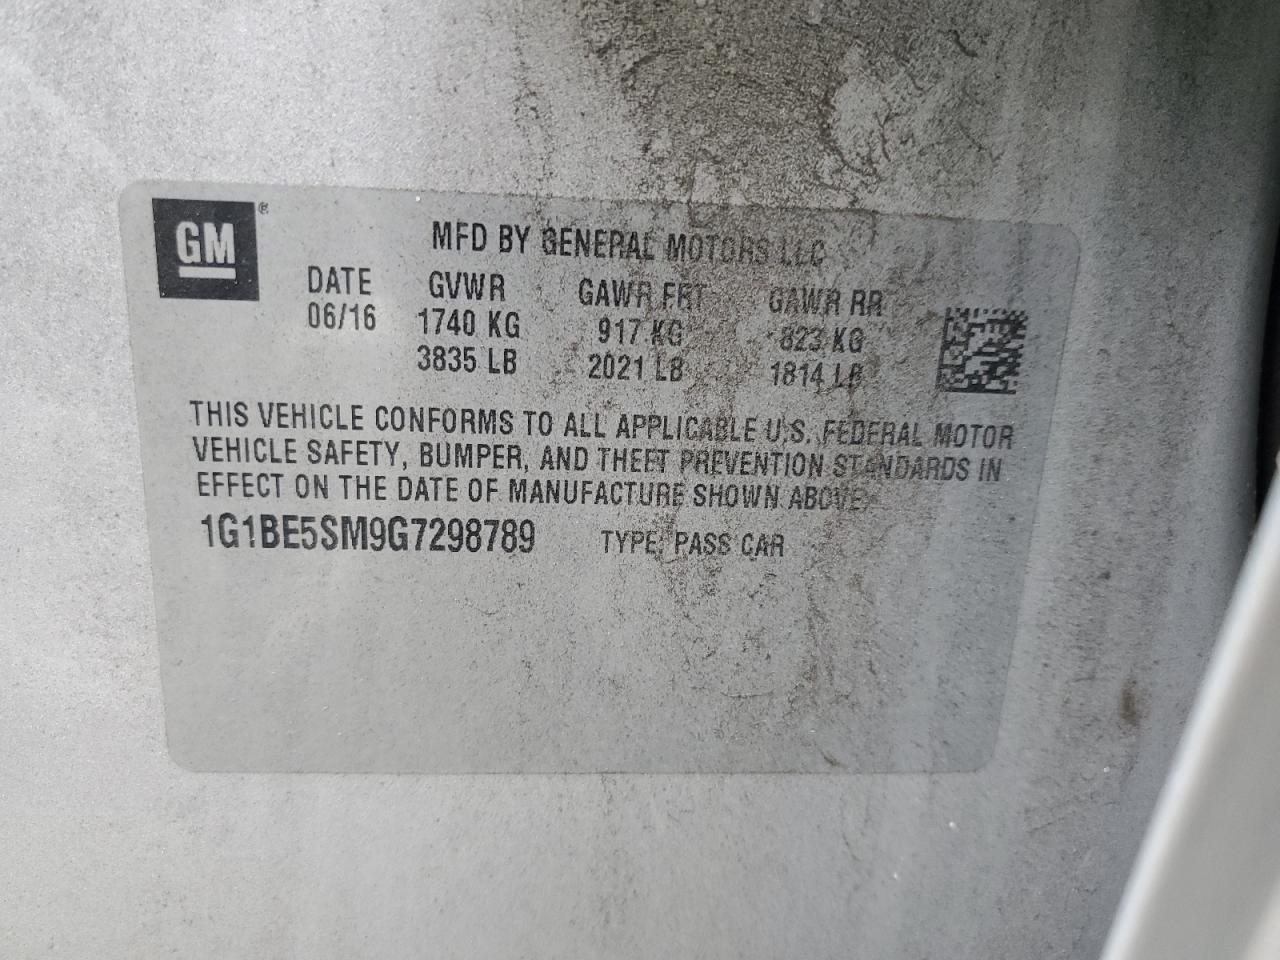 GM®
MFD BY GENERAL MOTORS LLC
DATE GVWR GAWR FRT GAWR RR
06/16 1740 KG 917 KG 823 KG
3835 LB 2021 LB 1814 LB
THIS VEHICLE CONFORMS TO ALL APPLICABLE U.S. FEDERAL MOTOR
VEHICLE SAFETY, BUMPER, AND THEFT PREVENTION STANDARDS IN
EFFECT ON THE DATE OF MANUFACTURE SHOWN ABOVE.
1G1BE5SM9G7298789 TYPE: PASS CAR